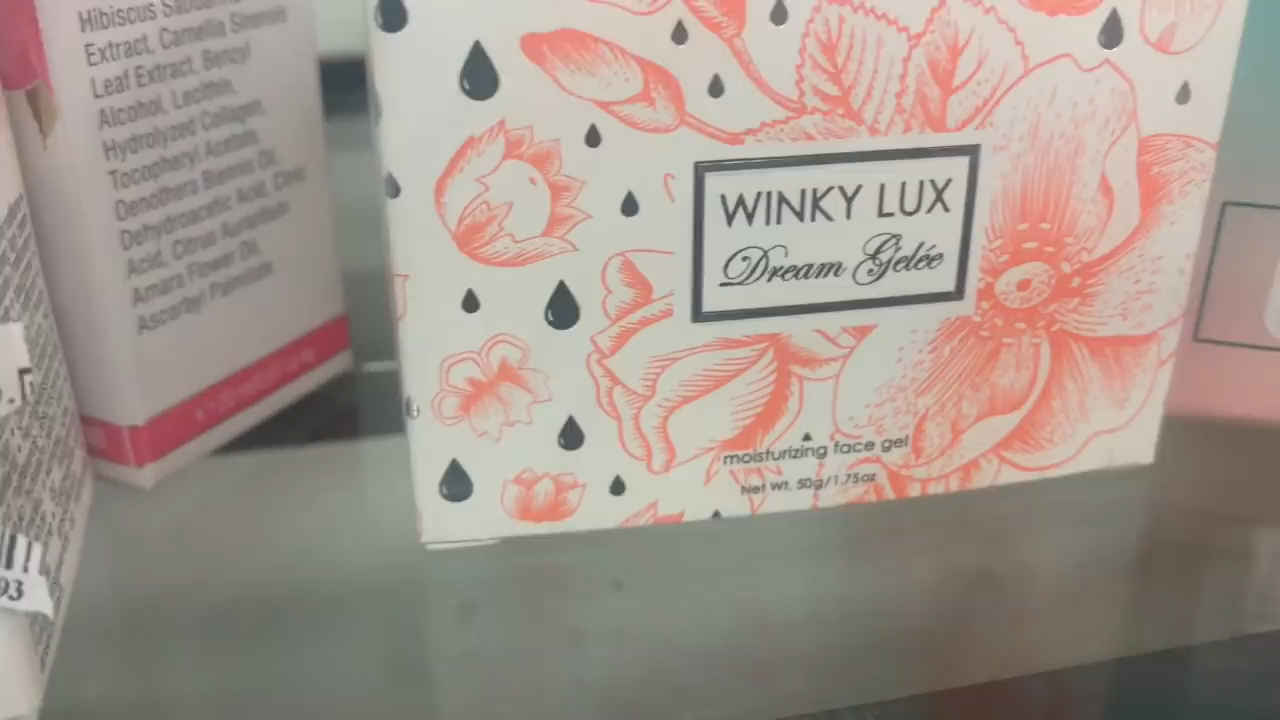 Hibiscus Sabdariffa
Extract, Camellia Sinensis
Leaf Extract, Benzyl
Alcohol, Lecithin,
Hydrolyzed Collagen,
Tocopheryl Acetate,
Oenothera Biennis Oil,
Dehydroacetic Acid, Citric
Acid, Citrus Aurantium
Amara Flower Oil,
Ascorbyl Palmitate
93
WINKY LUX
Dream Gelée
moisturizing face gel
Net Wt. 50g/1.75oz